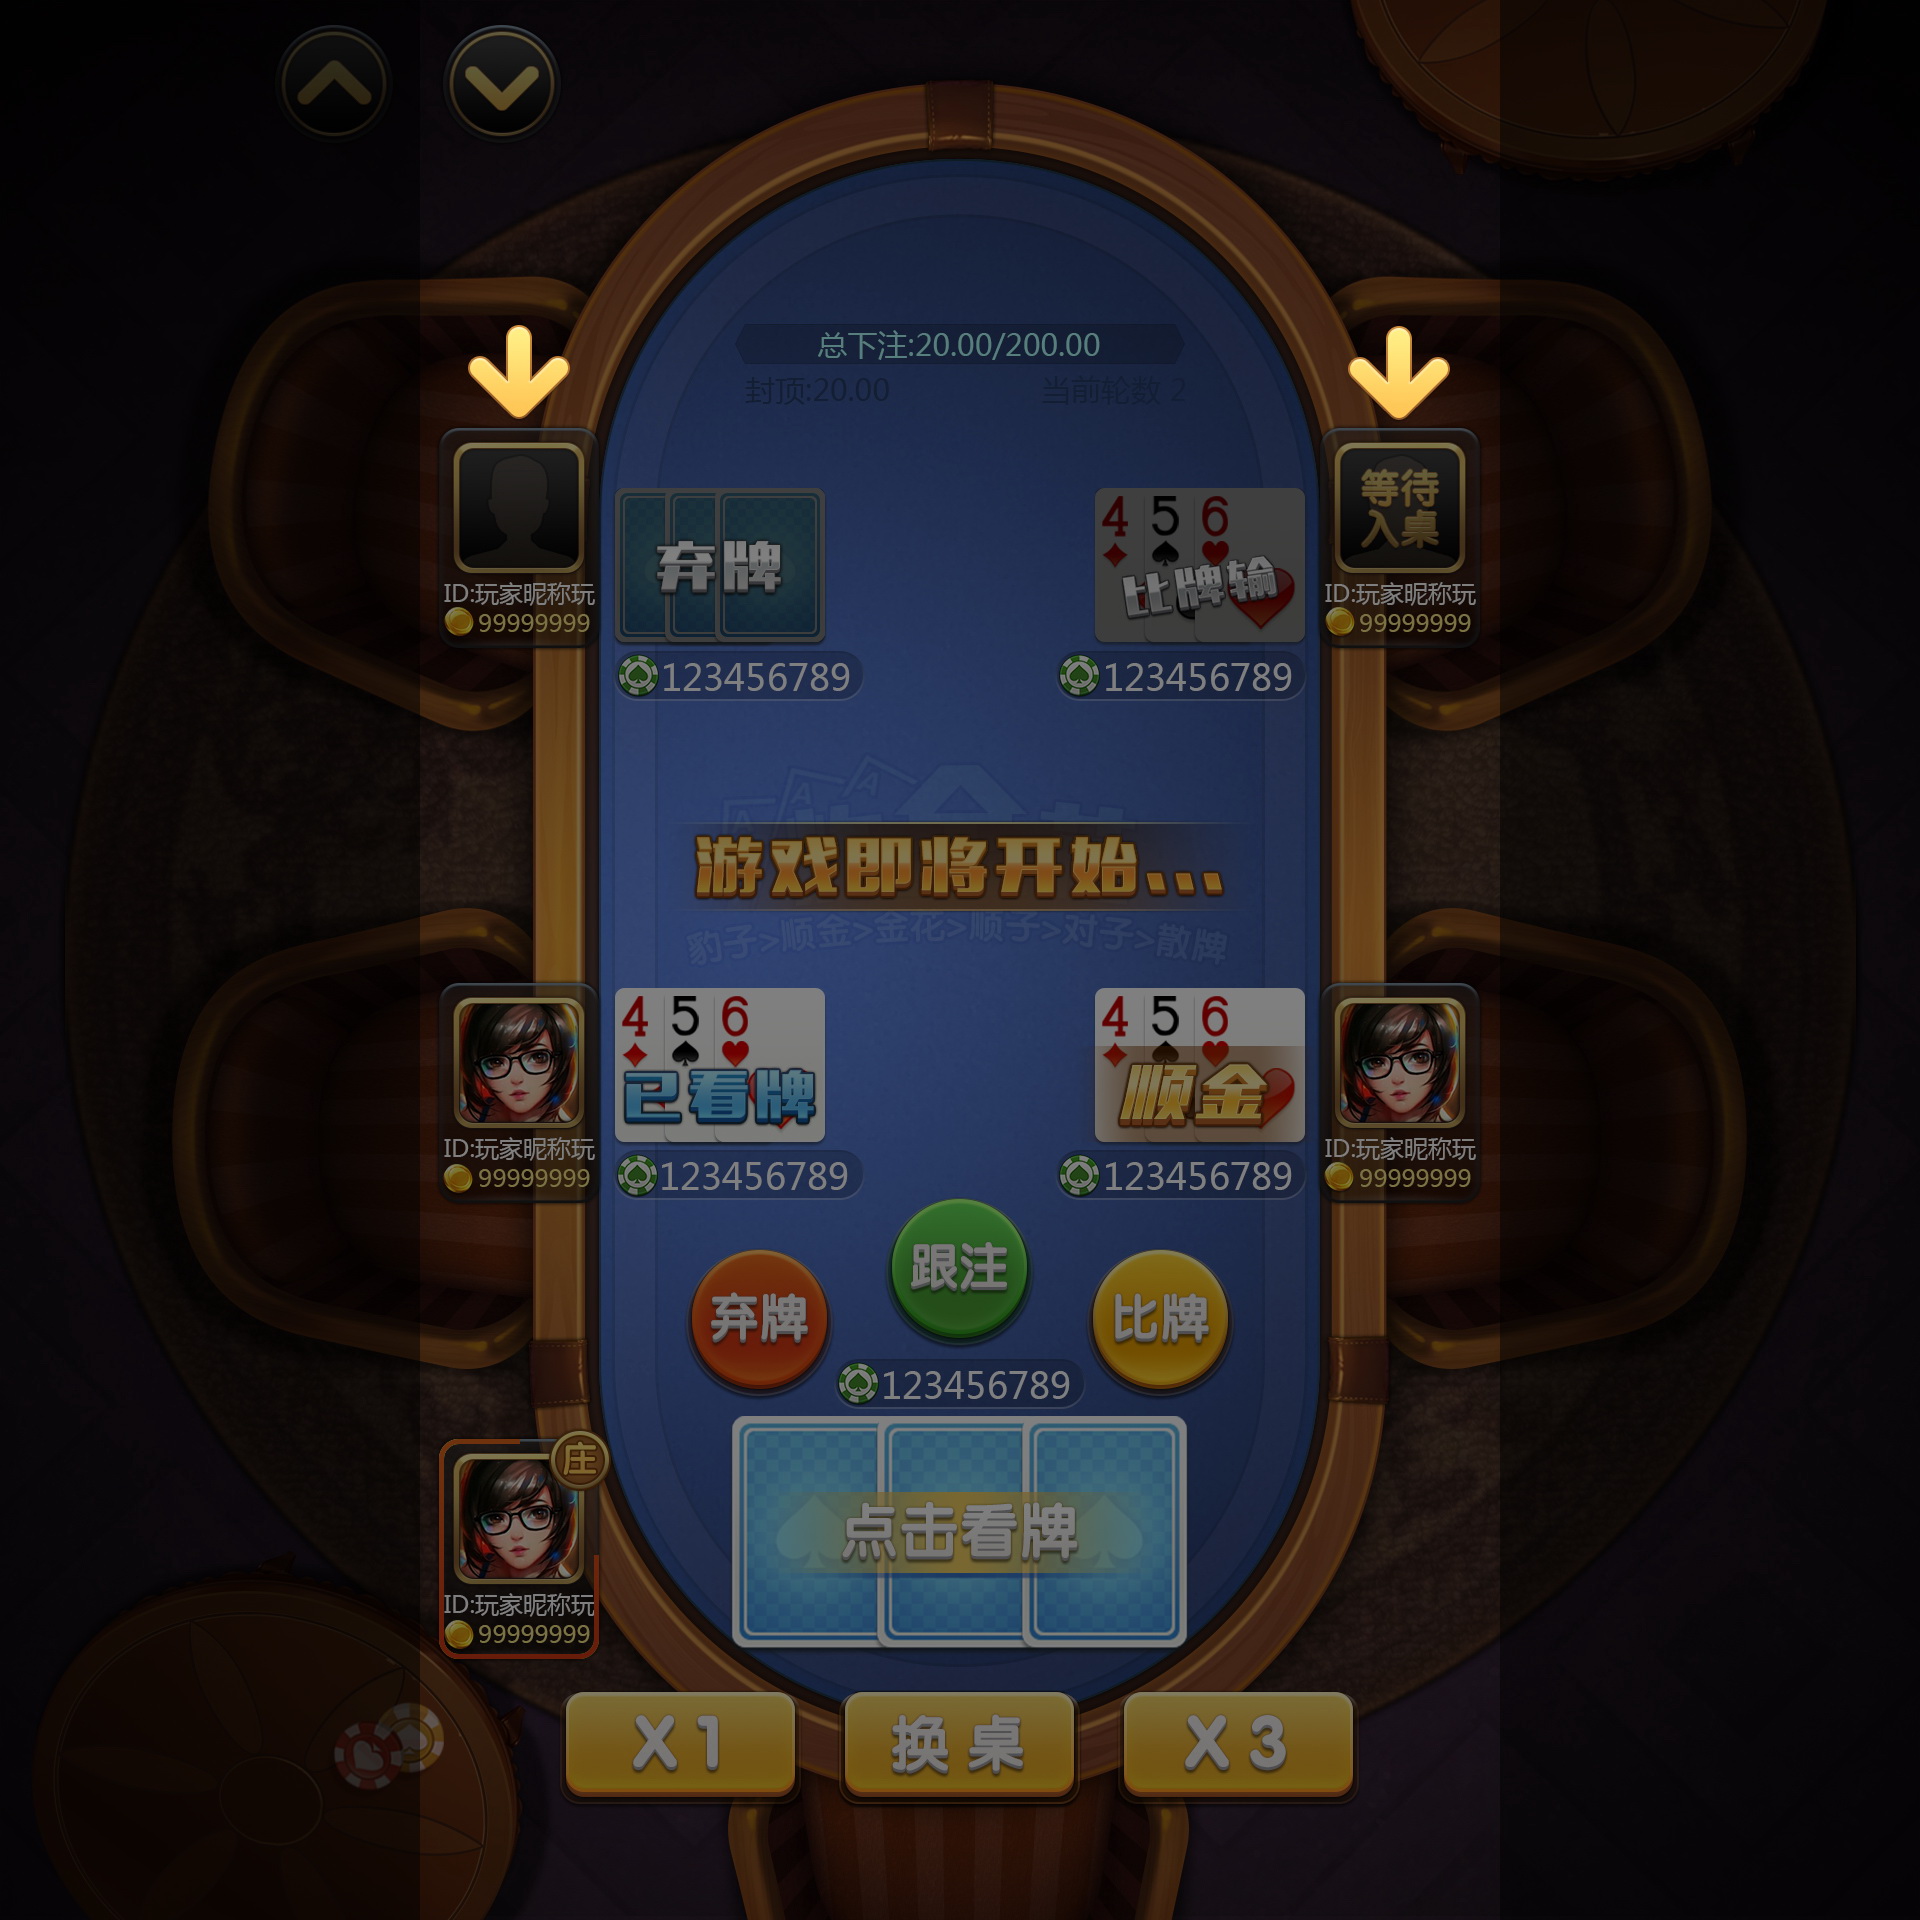 总下注:20.00/200.00
封顶:20.00
当前轮数 2
等待
入桌
ID:玩家昵称玩
99999999
弃牌
123456789
4 5 6
比牌输
123456789
ID:玩家昵称玩
99999999
A A A
游戏即将开始...
豹子>顺金>金花>顺子>对子>散牌
ID:玩家昵称玩
99999999
4 5 6
已看牌
123456789
4 5 6
顺金
123456789
ID:玩家昵称玩
99999999
跟注
弃牌
比牌
123456789
庄
ID:玩家昵称玩
99999999
点击看牌
X 1
换 桌
X 3